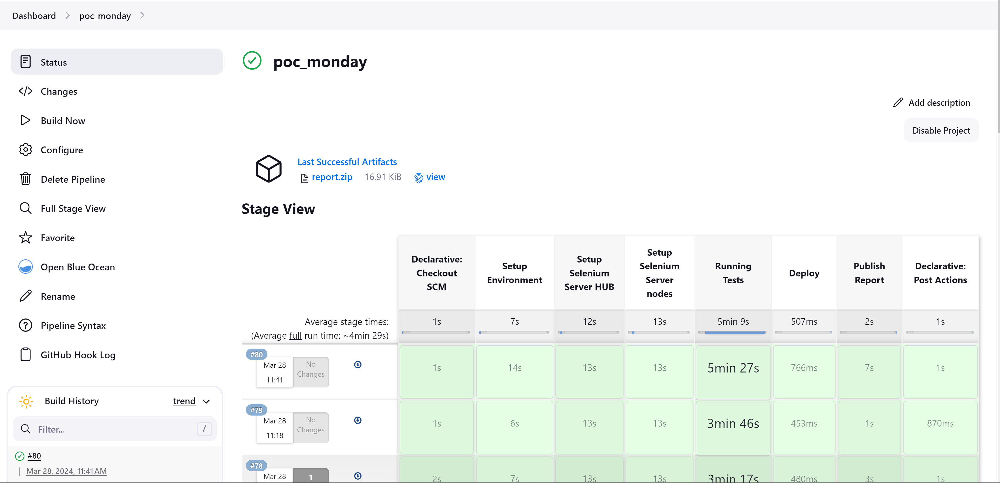 Dashboard
poc_monday
Status
Changes
Build Now
Configure
Delete Pipeline
Full Stage View
Favorite
Open Blue Ocean
Rename
Pipeline Syntax
GitHub Hook Log
Build History
trend
Filter...
/
#80
Mar 28, 2024, 11:41 AM
poc_monday
Add description
Disable Project
Last Successful Artifacts
report.zip 16.91 KiB view
Stage View
Declarative:
Checkout
SCM
Setup
Environment
Setup
Selenium
Server HUB
Setup
Selenium
Server
nodes
Running
Tests
Deploy
Publish
Report
Declarative:
Post Actions
Average stage times:
(Average full run time: ~4min 29s)
1s 7s 12s 13s 5min 9s 507ms 2s 1s
#80
Mar 28
11:41
No
Changes
1s 14s 13s 13s 5min 27s 766ms 7s 1s
#79
Mar 28
11:18
No
Changes
1s 6s 13s 13s 3min 46s 453ms 1s 870ms
#78
Mar 28
1
2s 7s 13s 13s 3min 17s 480ms 3s 1s